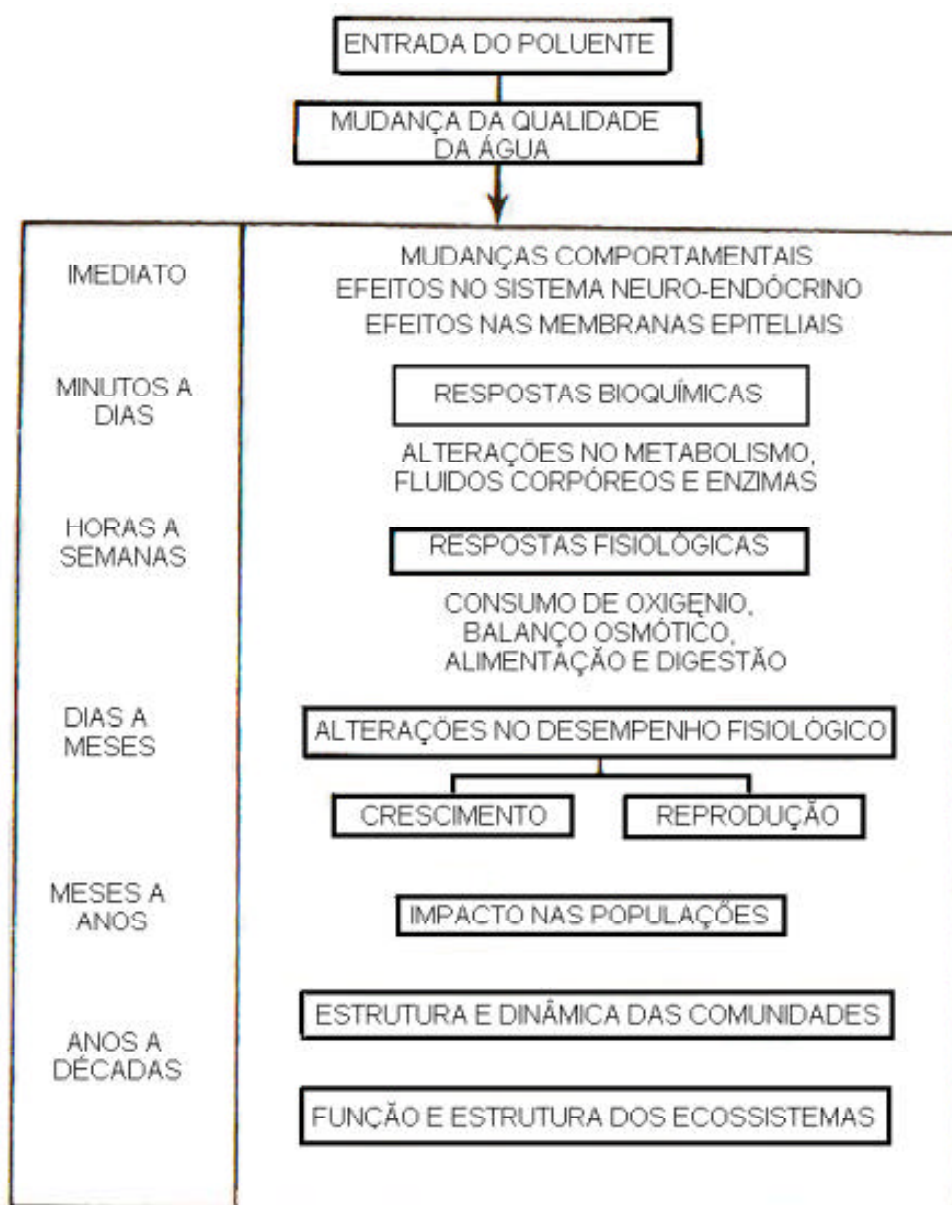 ENTRADA DO POLUENTE
MUDANÇA DA QUALIDADE
DA ÁGUA
IMEDIATO
MUDANÇAS COMPORTAMENTAIS
EFEITOS NO SISTEMA NEURO-ENDÓCRINO
EFEITOS NAS MEMBRANAS EPITELIAIS
MINUTOS A
DIAS
RESPOSTAS BIOQUÍMICAS
ALTERAÇÕES NO METABOLISMO,
FLUIDOS CORPÓREOS E ENZIMAS
HORAS A
SEMANAS
RESPOSTAS FISIOLÓGICAS
CONSUMO DE OXIGENIO,
BALANÇO OSMÓTICO,
ALIMENTAÇÃO E DIGESTÃO
DIAS A
MESES
ALTERAÇÕES NO DESEMPENHO FISIOLÓGICO
CRESCIMENTO
REPRODUÇÃO
MESES A
ANOS
IMPACTO NAS POPULAÇÕES
ANOS A
DÉCADAS
ESTRUTURA E DINÂMICA DAS COMUNIDADES
FUNÇÃO E ESTRUTURA DOS ECOSSISTEMAS